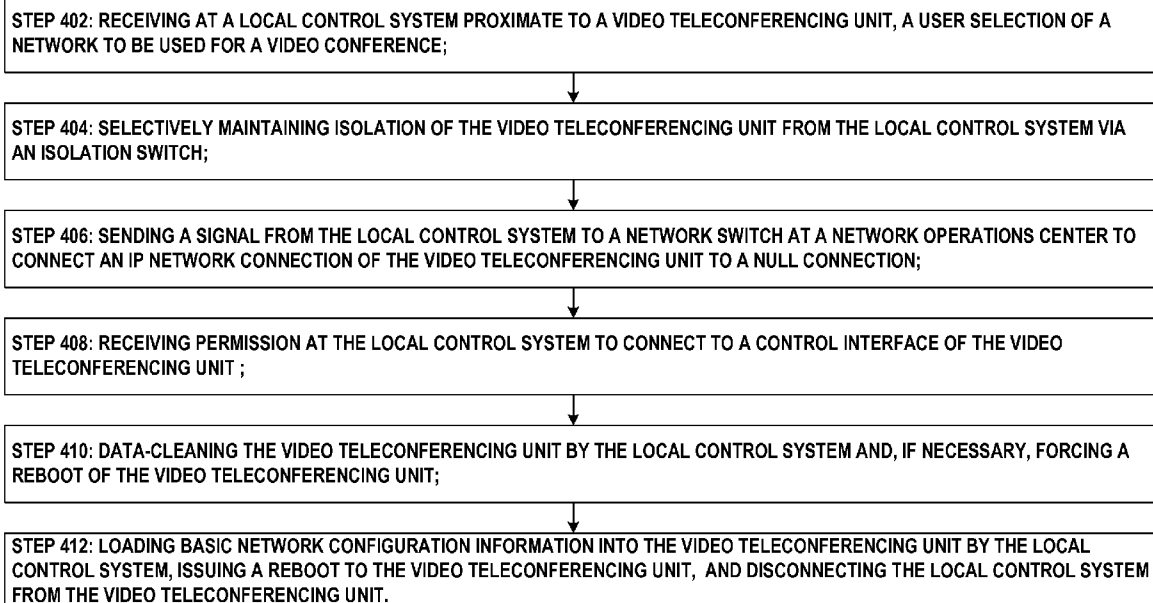 STEP 402: RECEIVING AT A LOCAL CONTROL SYSTEM PROXIMATE TO A VIDEO TELECONFERENCING UNIT, A USER SELECTION OF A
NETWORK TO BE USED FOR A VIDEO CONFERENCE;
STEP 404: SELECTIVELY MAINTAINING ISOLATION OF THE VIDEO TELECONFERENCING UNIT FROM THE LOCAL CONTROL SYSTEM VIA
AN ISOLATION SWITCH;
STEP 406: SENDING A SIGNAL FROM THE LOCAL CONTROL SYSTEM TO A NETWORK SWITCH AT A NETWORK OPERATIONS CENTER TO
CONNECT AN IP NETWORK CONNECTION OF THE VIDEO TELECONFERENCING UNIT TO A NULL CONNECTION;
STEP 408: RECEIVING PERMISSION AT THE LOCAL CONTROL SYSTEM TO CONNECT TO A CONTROL INTERFACE OF THE VIDEO
TELECONFERENCING UNIT ;
STEP 410: DATA-CLEANING THE VIDEO TELECONFERENCING UNIT BY THE LOCAL CONTROL SYSTEM AND, IF NECESSARY, FORCING A
REBOOT OF THE VIDEO TELECONFERENCING UNIT;
STEP 412: LOADING BASIC NETWORK CONFIGURATION INFORMATION INTO THE VIDEO TELECONFERENCING UNIT BY THE LOCAL
CONTROL SYSTEM, ISSUING A REBOOT TO THE VIDEO TELECONFERENCING UNIT, AND DISCONNECTING THE LOCAL CONTROL SYSTEM
FROM THE VIDEO TELECONFERENCING UNIT.